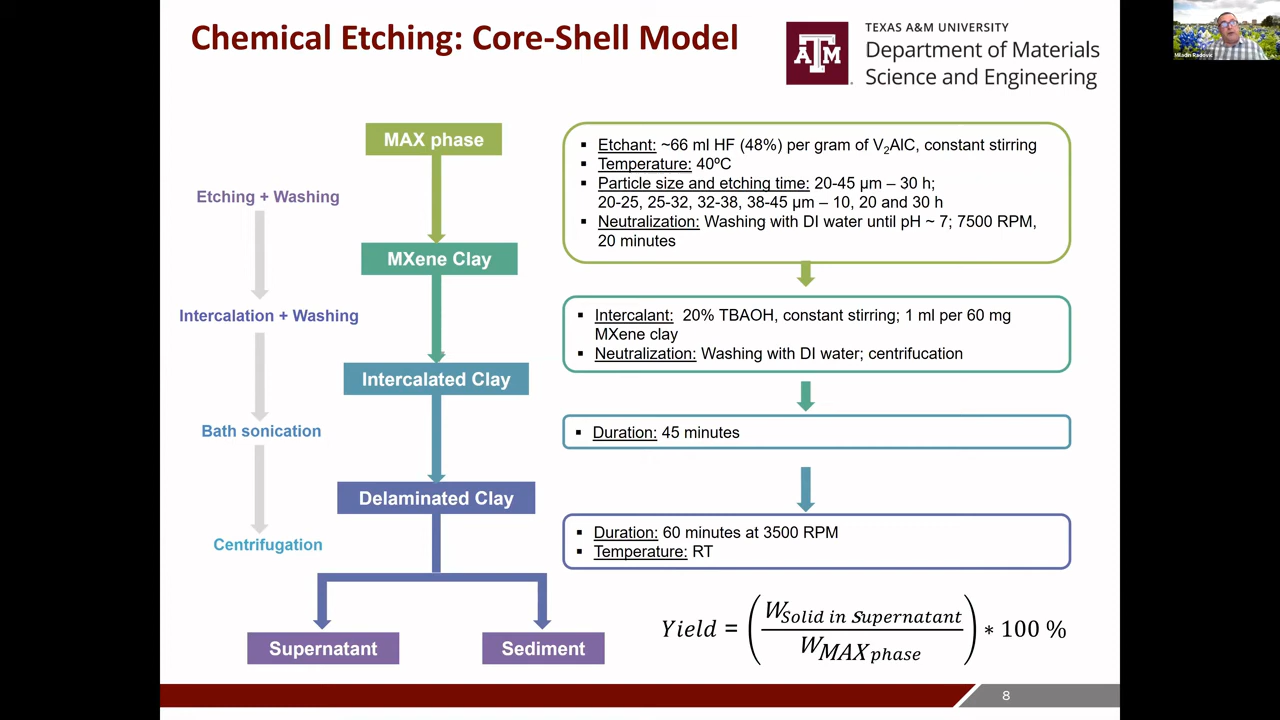 Chemical Etching: Core-Shell Model
TEXAS A&M UNIVERSITY
Department of Materials
Science and Engineering
ATM
Mladin Radovic
MAX phase
Etching + Washing
MXene Clay
Intercalation + Washing
Intercalated Clay
Bath sonication
Delaminated Clay
Centrifugation
Supernatant
Sediment
▪ Etchant: ~66 ml HF (48%) per gram of V₂AlC, constant stirring
▪ Temperature: 40ºC
▪ Particle size and etching time: 20-45 µm – 30 h;
20-25, 25-32, 32-38, 38-45 µm – 10, 20 and 30 h
▪ Neutralization: Washing with DI water until pH ~ 7; 7500 RPM,
20 minutes
▪ Intercalant: 20% TBAOH, constant stirring; 1 ml per 60 mg
MXene clay
▪ Neutralization: Washing with DI water; centrifucation
▪ Duration: 45 minutes
▪ Duration: 60 minutes at 3500 RPM
▪ Temperature: RT
Yield = (W_Solid in supernatant / W_MAX phase) * 100 %
8